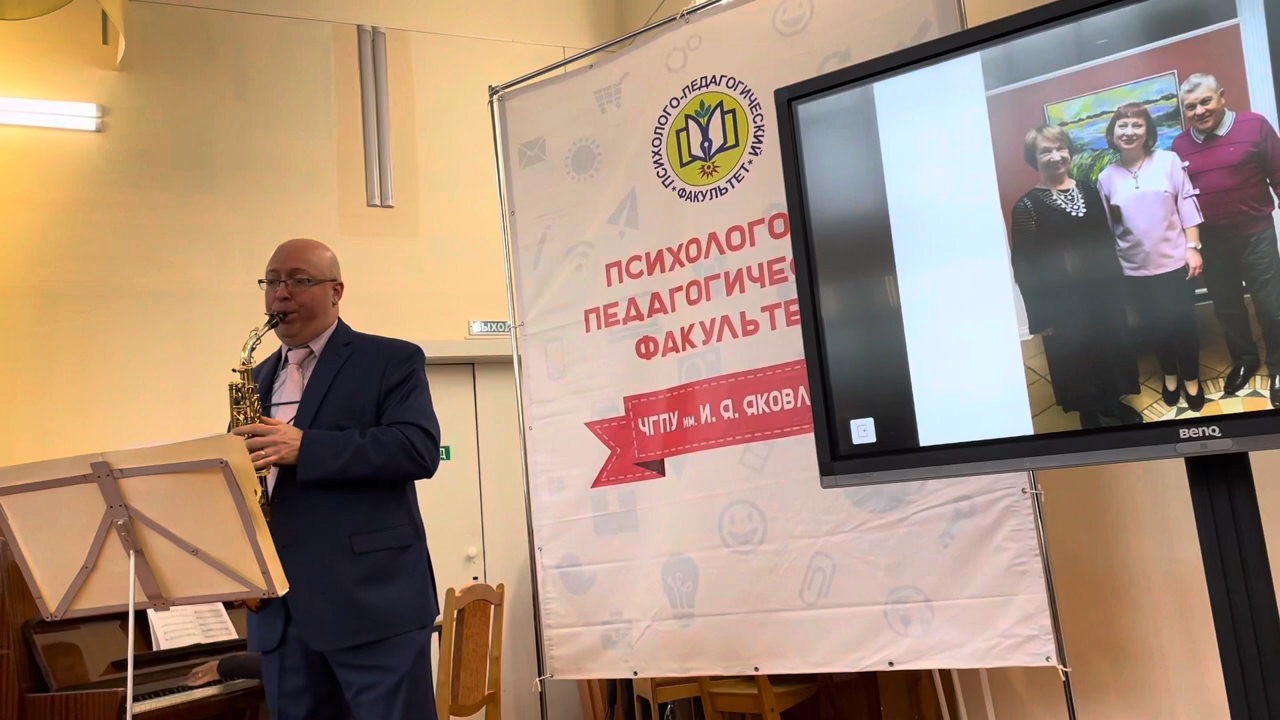 ПСИХОЛОГО-ПЕДАГОГИЧЕСКИЙ
ФАКУЛЬТЕТ
ПСИХОЛОГО
ПЕДАГОГИЧЕС
ФАКУЛЬТЕ
ЧГПУ им. И. Я. ЯКОВЛ
ВЫХОД
BenQ